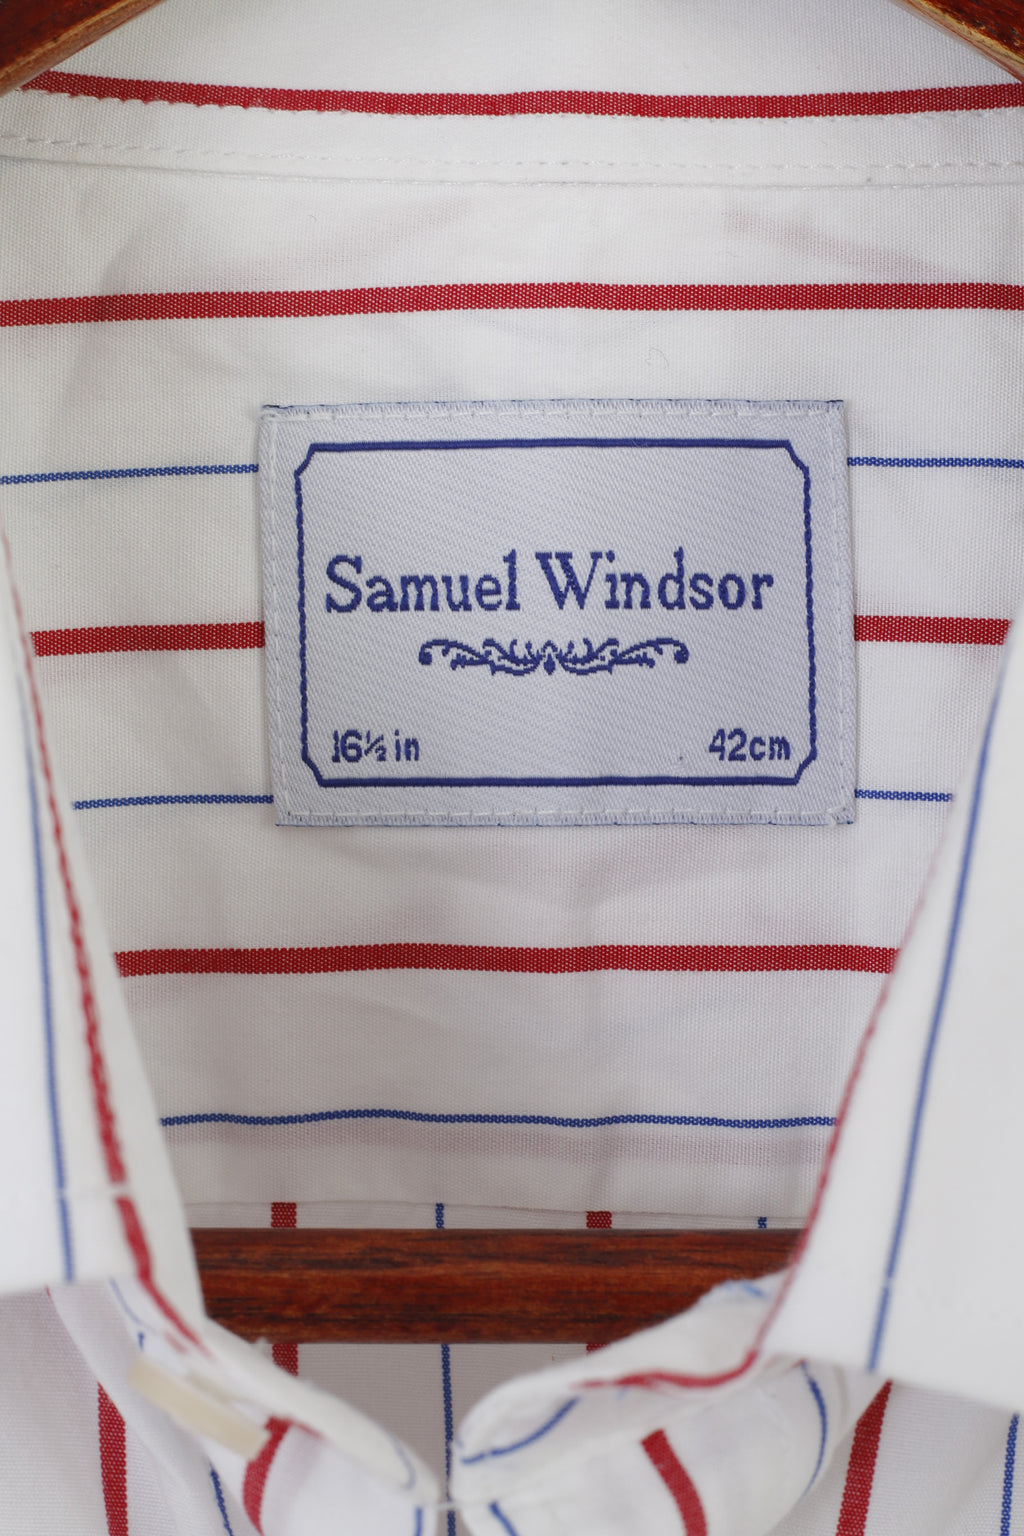 Samuel Windsor
16½ in 42cm